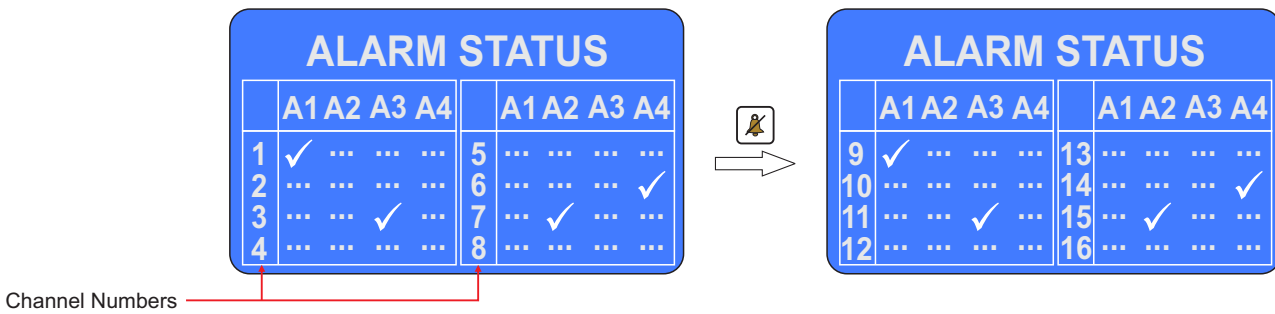 ALARM STATUS
A1 A2 A3 A4 A1 A2 A3 A4
1 ✓ ... ... ... 5 ... ... ... ...
2 ... ... ... ... 6 ... ... ... ✓
3 ... ... ✓ ... 7 ... ✓ ... ...
4 ... ... ... ... 8 ... ... ... ...
ALARM STATUS
A1 A2 A3 A4 A1 A2 A3 A4
9 ✓ ... ... ... 13 ... ... ... ...
10 ... ... ... ... 14 ... ... ... ✓
11 ... ... ✓ ... 15 ... ✓ ... ...
12 ... ... ... ... 16 ... ... ... ...
Channel Numbers